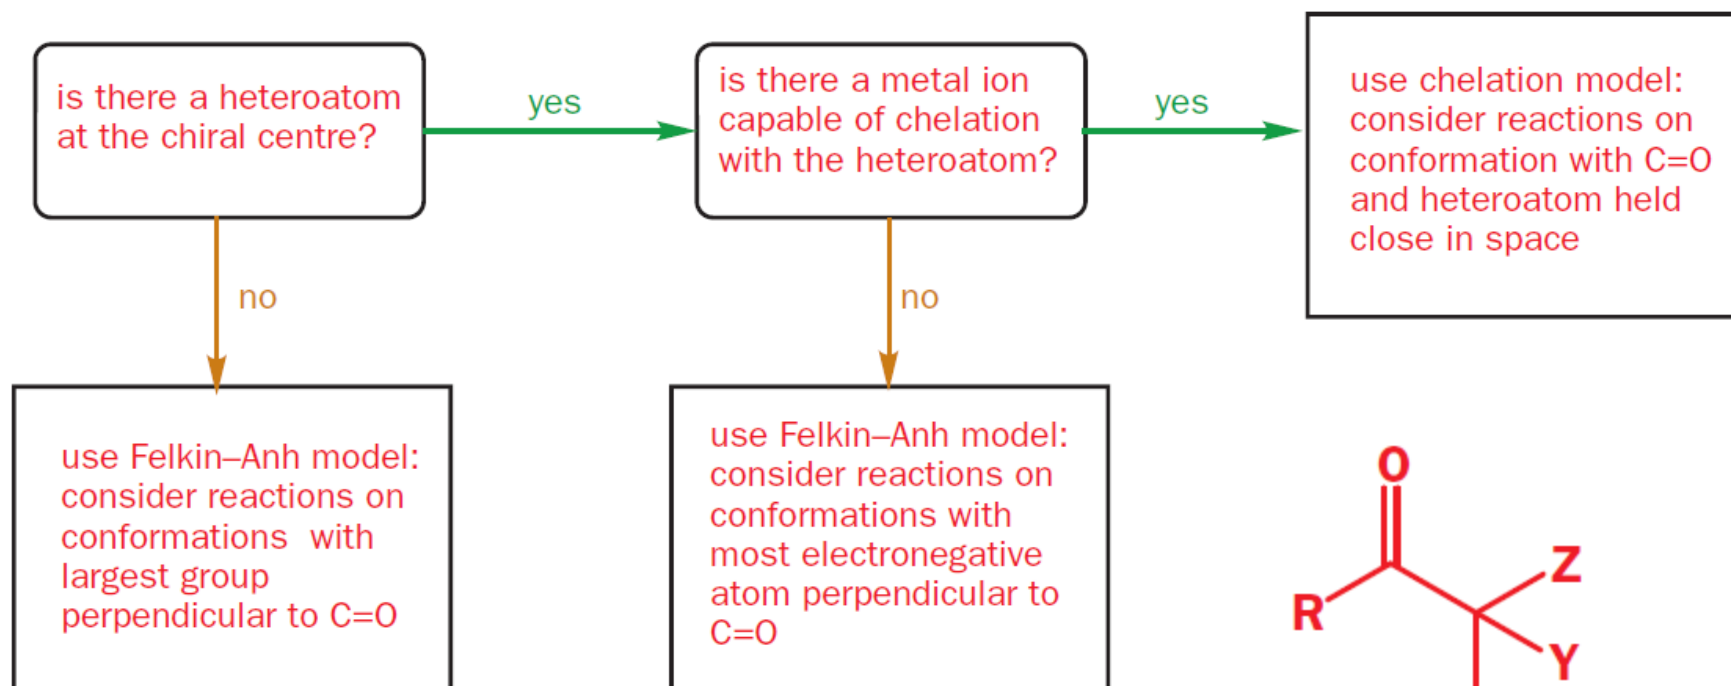 is there a heteroatom
at the chiral centre?
yes
is there a metal ion
capable of chelation
with the heteroatom?
yes
use chelation model:
consider reactions on
conformation with C=O
and heteroatom held
close in space
no
no
use Felkin–Anh model:
consider reactions on
conformations with
largest group
perpendicular to C=O
use Felkin–Anh model:
consider reactions on
conformations with
most electronegative
atom perpendicular to
C=O
O
Z
R
Y